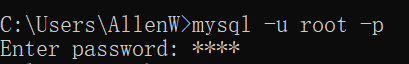 C:\Users\AllenW>mysql -u root -p
Enter password: ****